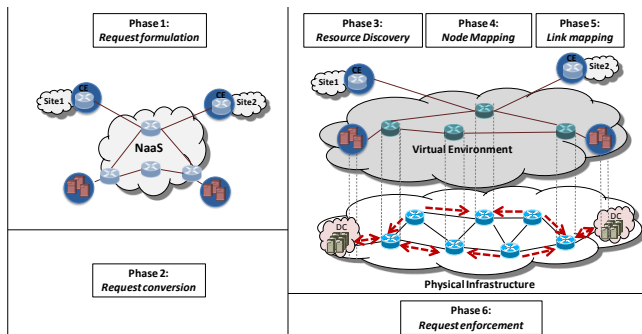 Phase 1:
Request formulation
CE
Site1
CE
Site2
NaaS
Phase 2:
Request conversion
Phase 3:
Resource Discovery
Phase 4:
Node Mapping
Phase 5:
Link mapping
CE
Site1
CE
Site2
Virtual Environment
DC
DC
Physical Infrastructure
Phase 6:
Request enforcement